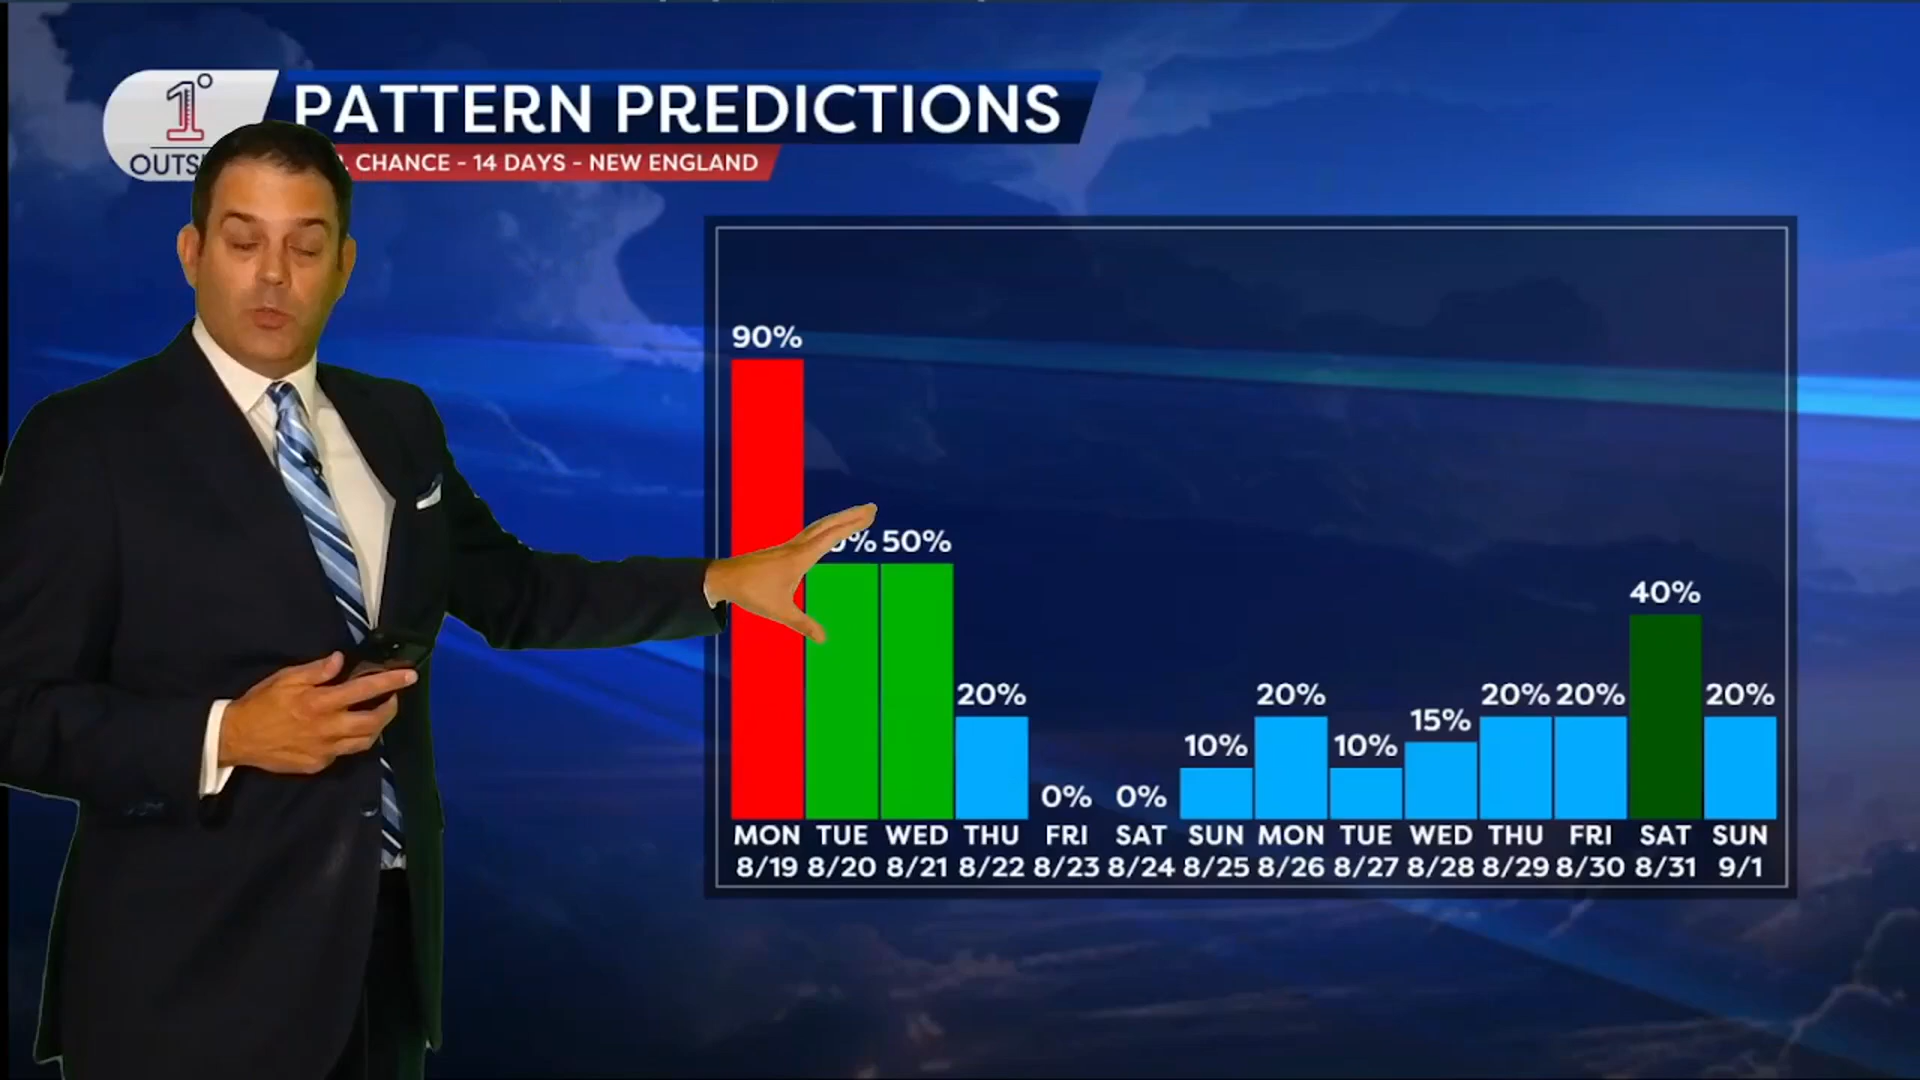 1°
OUTS
PATTERN PREDICTIONS
. CHANCE - 14 DAYS - NEW ENGLAND
90%
0% 50%
40%
20% 20% 20% 20% 20%
15%
10% 10%
0% 0%
MON TUE WED THU FRI SAT SUN MON TUE WED THU FRI SAT SUN
8/19 8/20 8/21 8/22 8/23 8/24 8/25 8/26 8/27 8/28 8/29 8/30 8/31 9/1